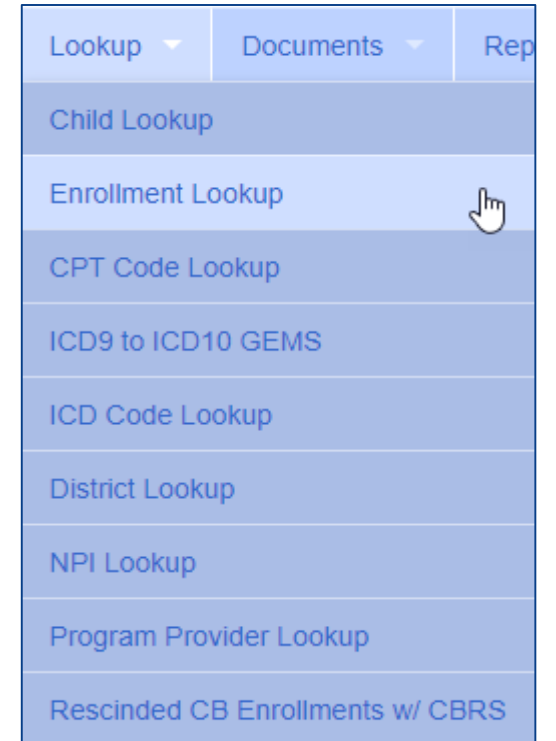 Lookup Documents Rep
Child Lookup
Enrollment Lookup
CPT Code Lookup
ICD9 to ICD10 GEMS
ICD Code Lookup
District Lookup
NPI Lookup
Program Provider Lookup
Rescinded CB Enrollments w/ CBRS